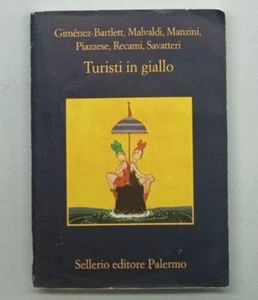 Giménez-Bartlett, Malvaldi, Manzini,
Piazzese, Recami, Savatteri
Turisti in giallo
Sellerio editore Palermo